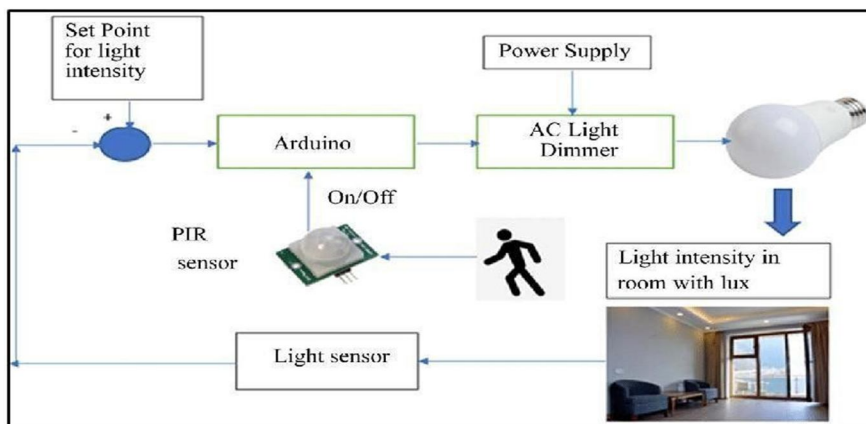 Set Point
for light
intensity
Power Supply
+
-
Arduino
AC Light
Dimmer
On/Off
PIR
sensor
Light intensity in
room with lux
Light sensor